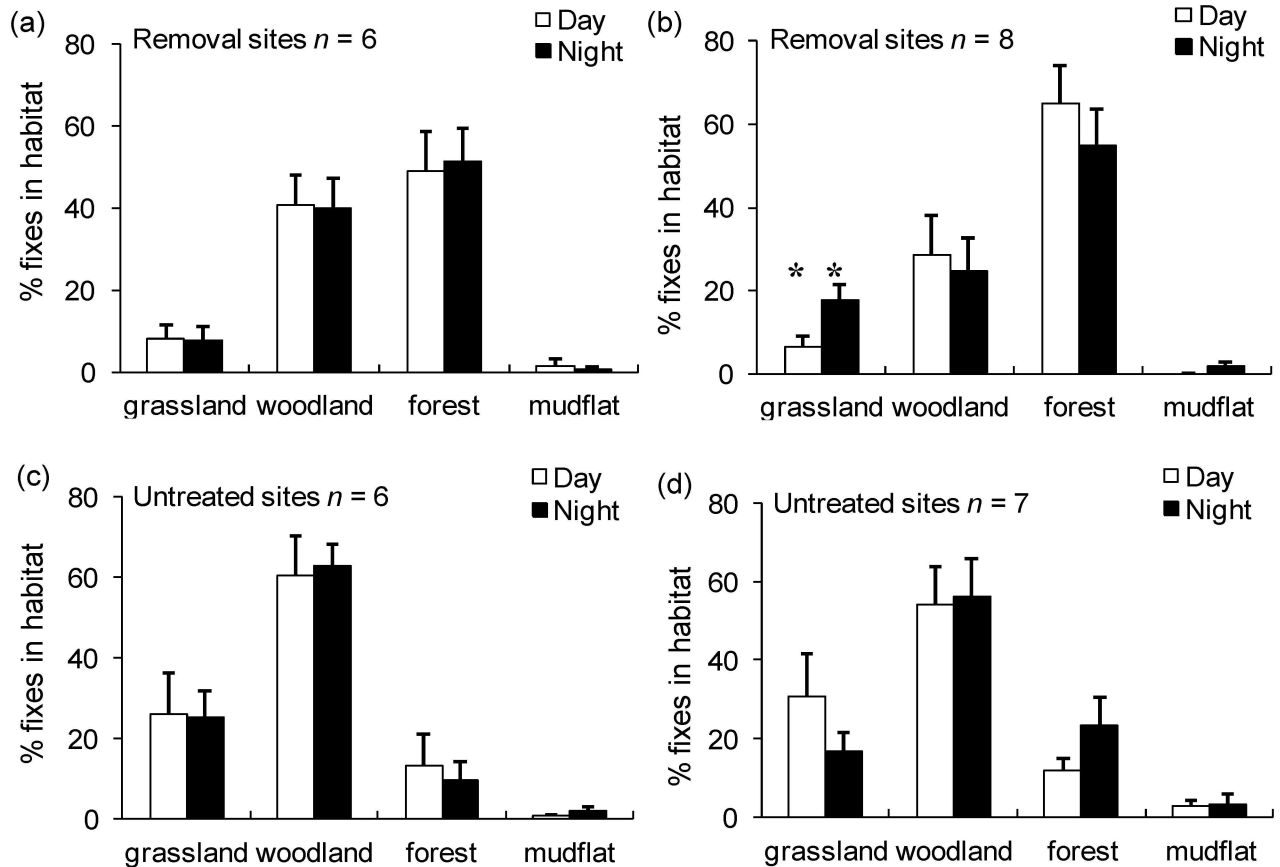 (a)
Removal sites n = 6
Day
Night
% fixes in habitat
80
60
40
20
0
grassland woodland forest mudflat
(b)
Removal sites n = 8
Day
Night
% fixes in habitat
80
60
40
20
0
* *
grassland woodland forest mudflat
(c)
Untreated sites n = 6
Day
Night
% fixes in habitat
80
60
40
20
0
grassland woodland forest mudflat
(d)
Untreated sites n = 7
Day
Night
% fixes in habitat
80
60
40
20
0
grassland woodland forest mudflat